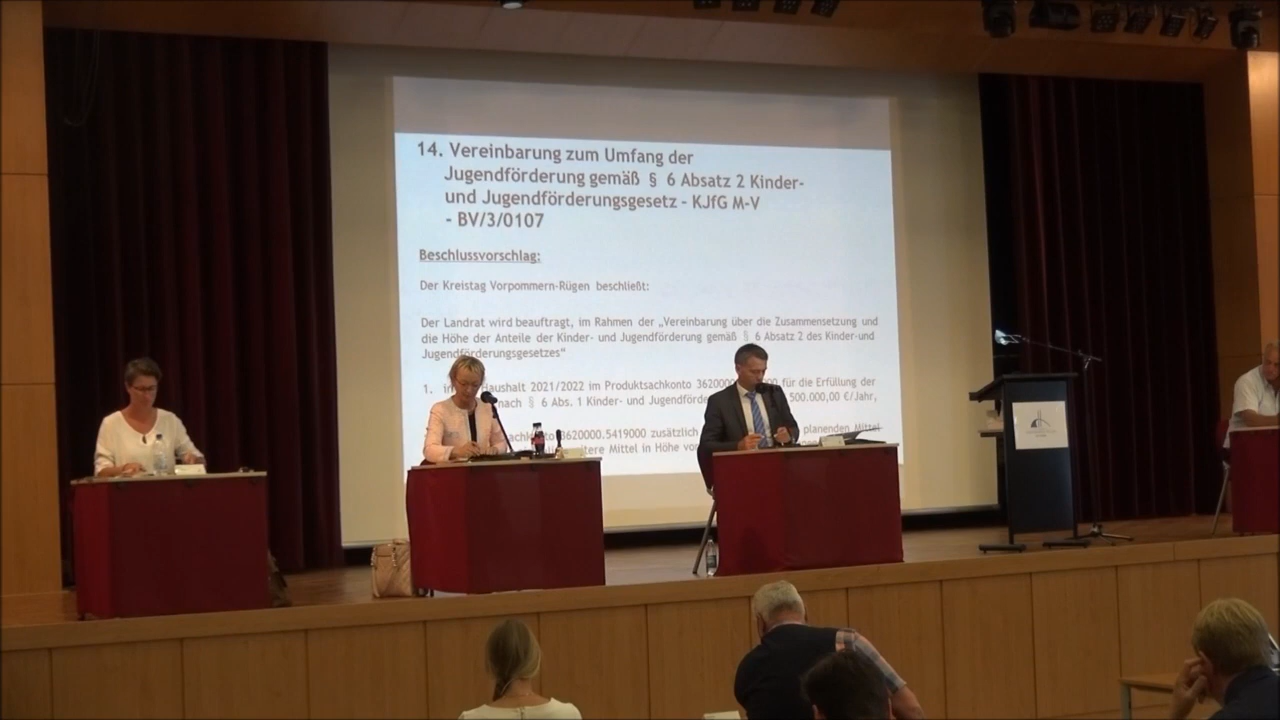 14. Vereinbarung zum Umfang der
Jugendförderung gemäß § 6 Absatz 2 Kinder-
und Jugendförderungsgesetz - KJfG M-V
- BV/3/0107
Beschlussvorschlag:
Der Kreistag Vorpommern-Rügen beschließt:
Der Landrat wird beauftragt, im Rahmen der „Vereinbarung über die Zusammensetzung und
die Höhe der Anteile der Kinder- und Jugendförderung gemäß § 6 Absatz 2 des Kinder-und
Jugendförderungsgesetzes“
1. Haushalt 2021/2022 im Produktsachkonto für die Erfüllung der
nach § 6 Abs. 1 Kinder- und 500.000,00 €/Jahr,
3620000.5419000 zusätzlich planenden Mittel
Mittel in Höhe